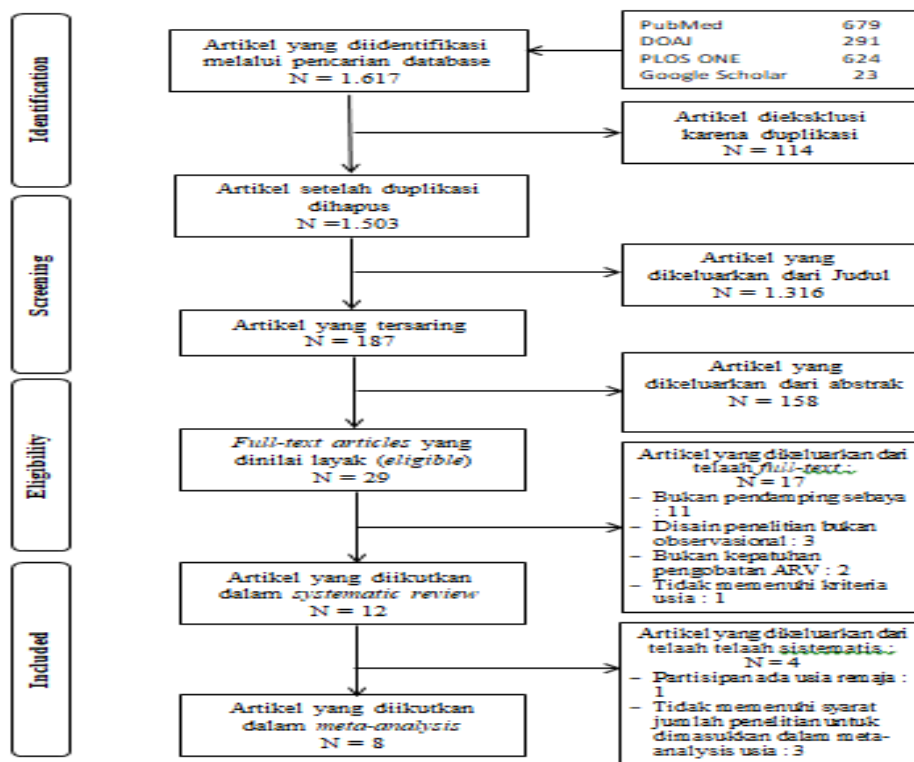 Identification
Artikel yang diidentifikasi
melalui pencarian database
N = 1.617
PubMed 679
DOAJ 291
PLOS ONE 624
Google Scholar 23
Artikel dieksklusi
karena duplikasi
N = 114
Artikel setelah duplikasi
dihapus
N =1.503
Screening
Artikel yang
dikeluarkan dari Judul
N = 1.316
Artikel yang tersaring
N = 187
Artikel yang
dikeluarkan dari abstrak
N = 158
Eligibility
Full-text articles yang
dinilai layak (eligible)
N = 29
Artikel yang dikeluarkan dari
telaah full-text :
N = 17
– Bukan pendamping sebaya
: 11
– Disain penelitian bukan
observasional : 3
– Bukan kepatuhan
pengobatan ARV : 2
– Tidak memenuhi kriteria
usia : 1
Artikel yang diikutkan
dalam systematic review
N = 12
Included
Artikel yang dikeluarkan dari
telaah telaah sistematis :
N = 4
– Partisipan ada usia remaja :
1
– Tidak memenuhi syarat
jumlah penelitian untuk
dimasukkan dalam meta-
analysis usia : 3
Artikel yang diikutkan
dalam meta-analysis
N = 8